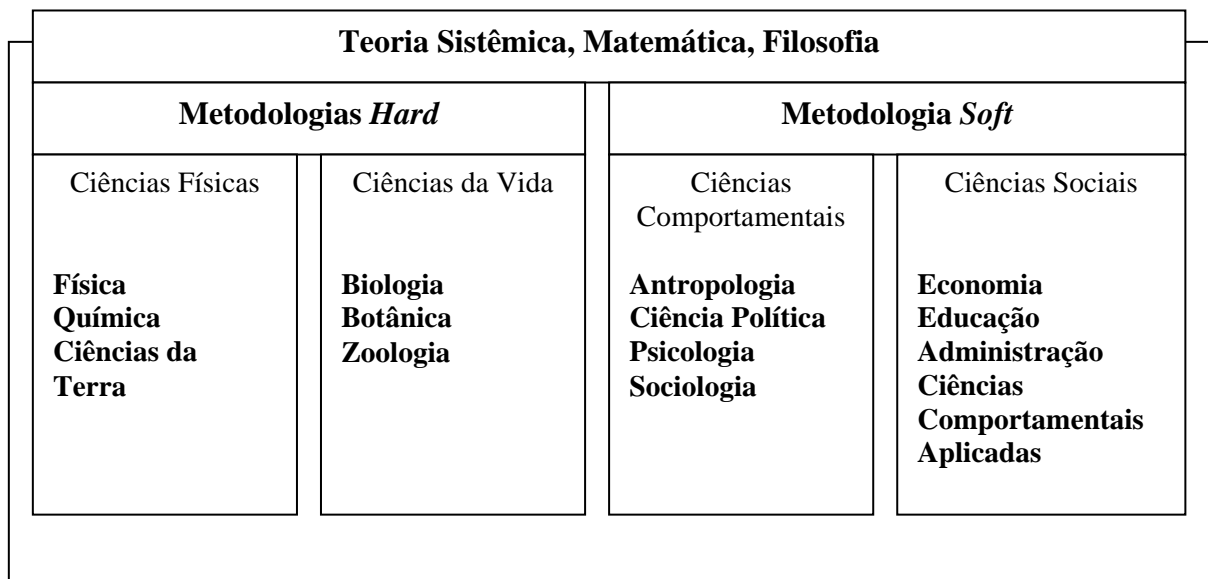 Teoria Sistêmica, Matemática, Filosofia
Metodologias Hard
Metodologia Soft
Ciências Físicas
Física
Química
Ciências da
Terra
Ciências da Vida
Biologia
Botânica
Zoologia
Ciências
Comportamentais
Antropologia
Ciência Política
Psicologia
Sociologia
Ciências Sociais
Economia
Educação
Administração
Ciências
Comportamentais
Aplicadas